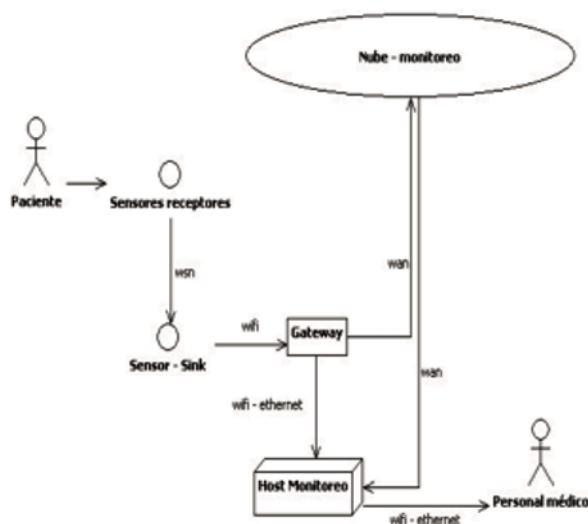 Nube - monitoreo
Paciente
Sensores receptores
wsn
wan
wifi
Gateway
Sensor - Sink
wan
wifi - ethernet
Host Monitoreo
Personal médico
wifi - ethernet